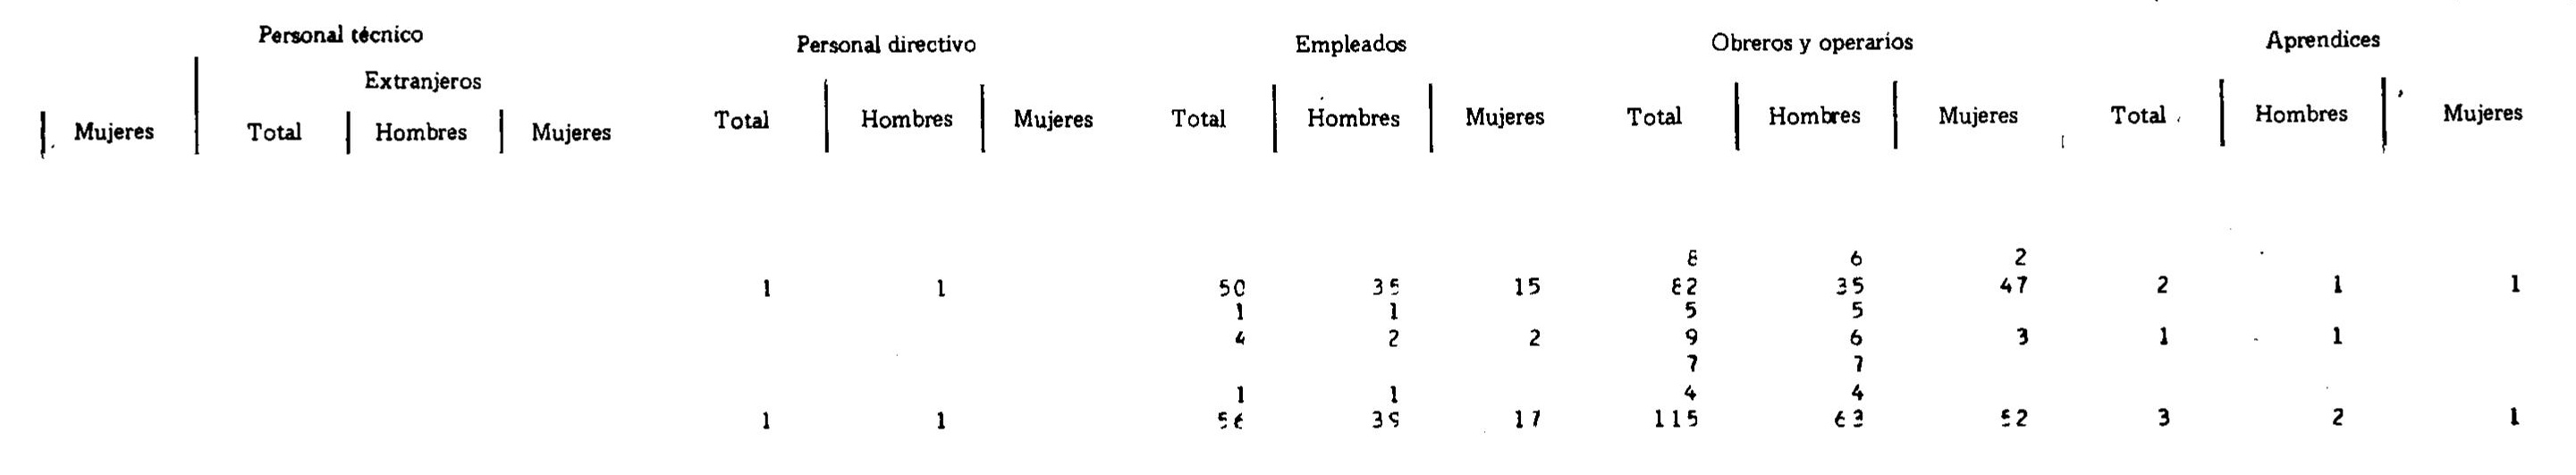 Personal técnico Personal directivo Empleados Obreros y operarios Aprendices
Extranjeros
Mujeres Total Hombres Mujeres Total Hombres Mujeres Total Hombres Mujeres Total Hombres Mujeres Total Hombres Mujeres
8 6 2
1 1 50 35 15 82 35 47 2 1 1
1 1 5 5
4 2 2 9 6 3 1 1
7 7
1 1 4 4
1 1 56 39 17 115 63 52 3 2 1